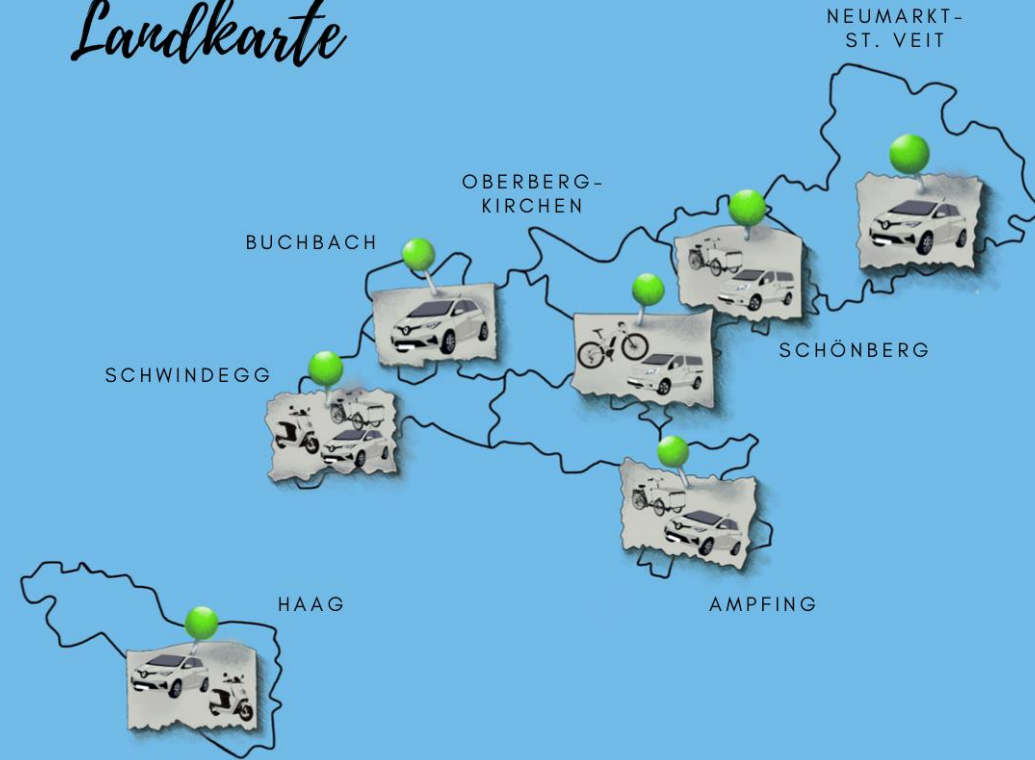 Landkarte
NEUMARKT-
ST. VEIT
OBERBERG-
KIRCHEN
BUCHBACH
SCHÖNBERG
SCHWINDEGG
HAAG
AMPFING